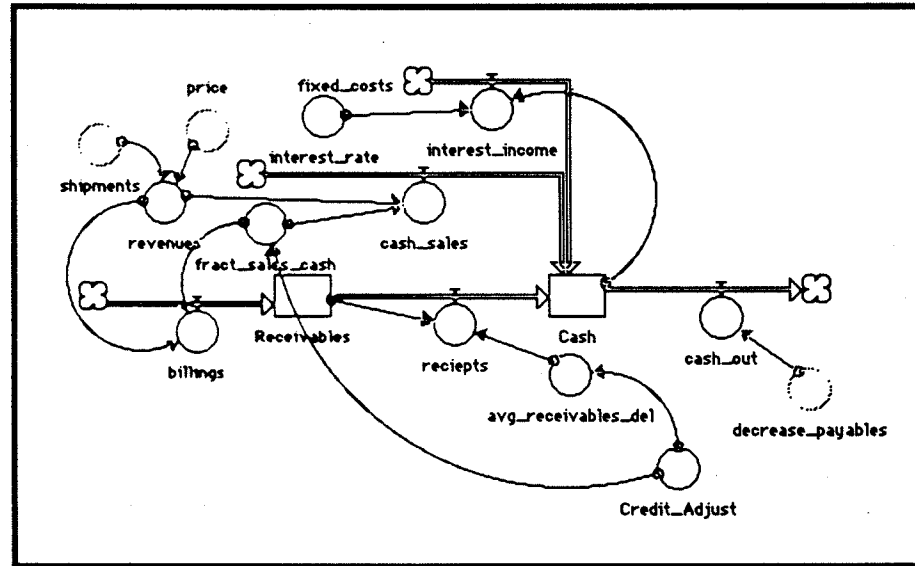 price
fixed_costs
interest_rate
interest_income
shipments
revenues
fract_sales_cash
cash_sales
Receivables
Cash
billings
reciepts
cash_out
avg_receivables_del
decrease_payables
Credit_Adjust